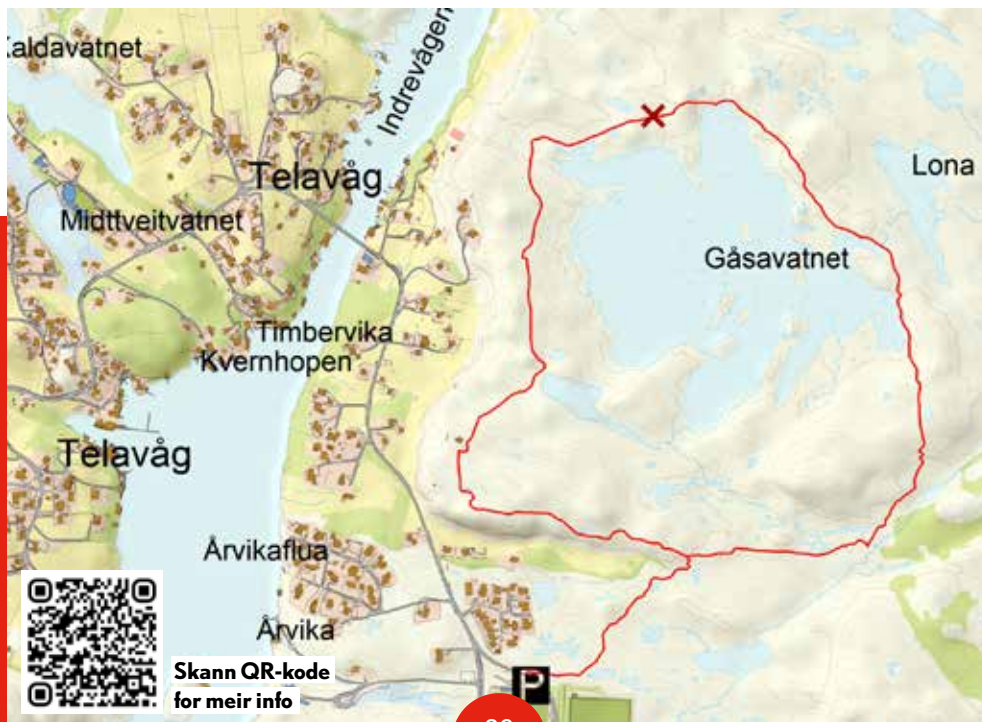 Kaldavatnet
Indrevågen
Telavåg
Lona
Midttveitvatnet
Gåsavatnet
Timbervika
Kvernhopen
Telavåg
Årvikaflua
Årvika
Skann QR-kode
for meir info
P